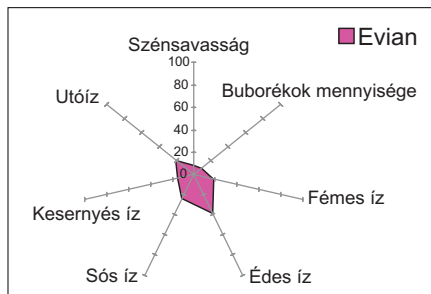 Szénsavasság
Evian
100
80
60
40
20
0
Buborékok mennyisége
Utóíz
Fémes íz
Kesernyés íz
Édes íz
Sós íz